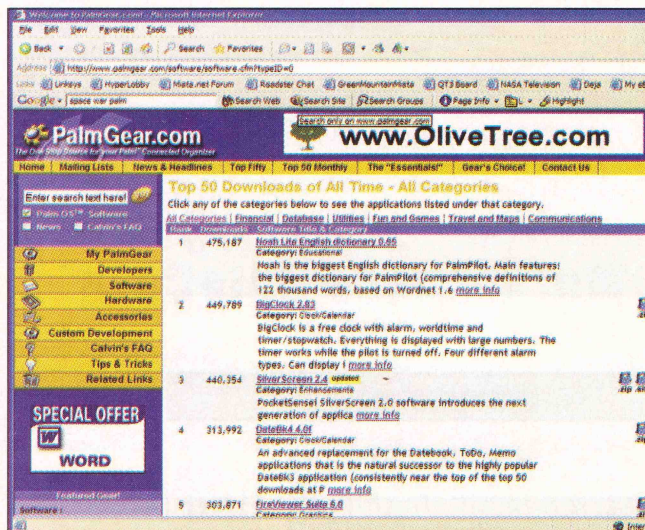 Welcome to PalmGear.com! - Microsoft Internet Explorer
File Edit View Favorites Tools Help
Back Search Favorites
Address http://www.palmgear.com/software/software.cfm?typeID=0
Links Linkeys HyperLobby Miata.net Forum Roadster Chat GreenMountainMiata QT3 Board NASA Television Deja My eB
Google space war palm Search Web Search Site Search Groups Page Info Highlight
Search only on www.palmgear.com
PalmGear.com
The One Stop Source for your Palm™ Connected Organizer
www.OliveTree.com
Home Mailing Lists News & Headlines Top Fifty Top 50 Monthly The "Essentials!" Gear's Choice! Contact Us
Enter search text here!
Palm OS™ Software
News Calvin's FAQ
My PalmGear
Developers
Software
Hardware
Accessories
Custom Development
Calvin's FAQ
Tips & Tricks
Related Links
SPECIAL OFFER
WORD
Featured Gear!
Software :
Top 50 Downloads of All Time - All Categories
Click any of the categories below to see the applications listed under that category.
All Categories | Financial | Database | Utilities | Fun and Games | Travel and Maps | Communications
Rank Downloads Software Title & Category
1 475,187 Noah Lite English dictionary 0.65
Category: Educational
Noah is the biggest English dictionary for PalmPilot. Main features:
the biggest dictionary for PalmPilot (comprehensive definitions of
122 thousand words, based on Wordnet 1.6 more info
2 449,789 BigClock 2.83
Category: Clock/Calendar
BigClock is a free clock with alarm, worldtime and
timer/stopwatch. Everything is displayed with large numbers. The
timer works while the pilot is turned off. Four different alarm
types. Can display i more info
3 440,354 SilverScreen 2.4 updated
Category: Enhancements
.zip
PocketSensei SilverScreen 2.0 software introduces the next
generation of applica more info
4 313,992 DateBk4 4.0f
Category: Clock/Calendar
An advanced replacement for the Datebook, ToDo, Memo
applications that is the natural successor to the highly popular
DateBk3 application (consistently near the top of the top 50
downloads at P more info
5 303,871 FireViewer Suite 6.0
Category: Graphics
Inter